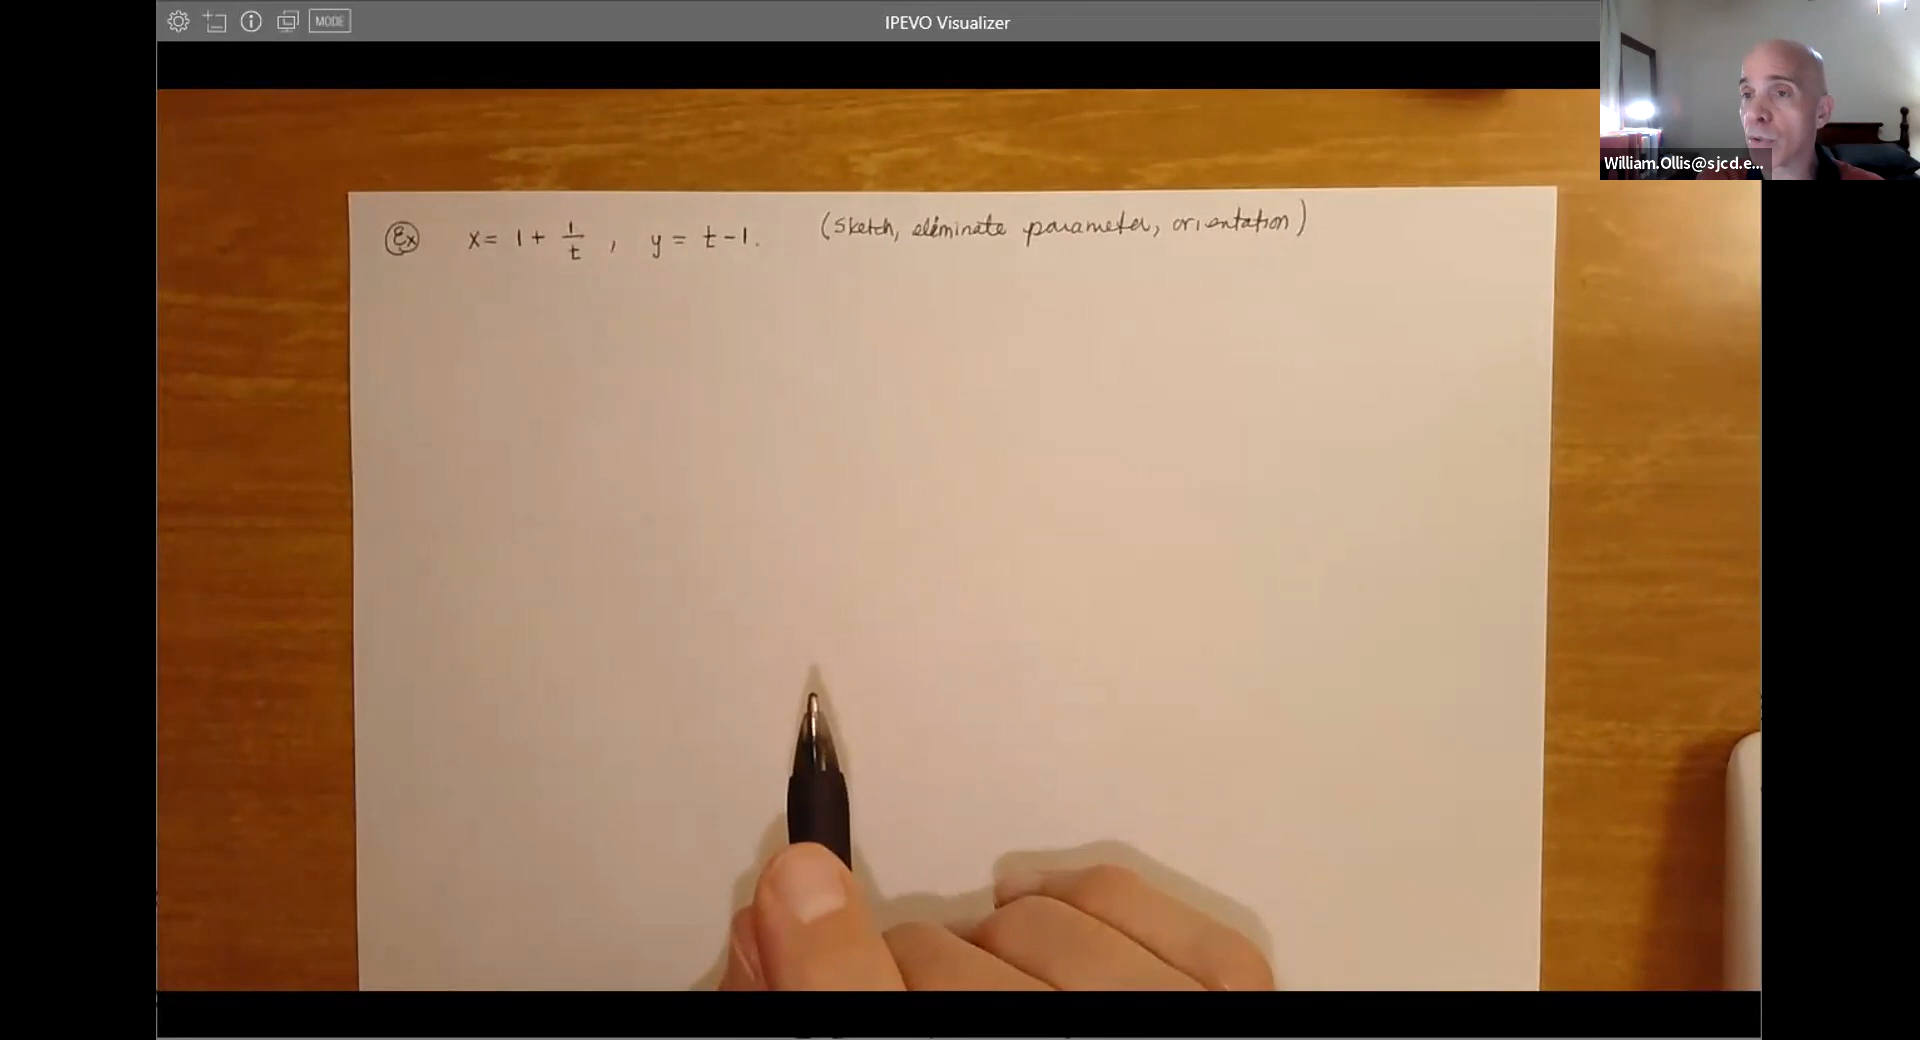 MODE
IPEVO Visualizer
William.Ollis@sjcd.e...
Ex x = 1 + 1/t , y = t - 1. (Sketch, eliminate parameter, orientation)